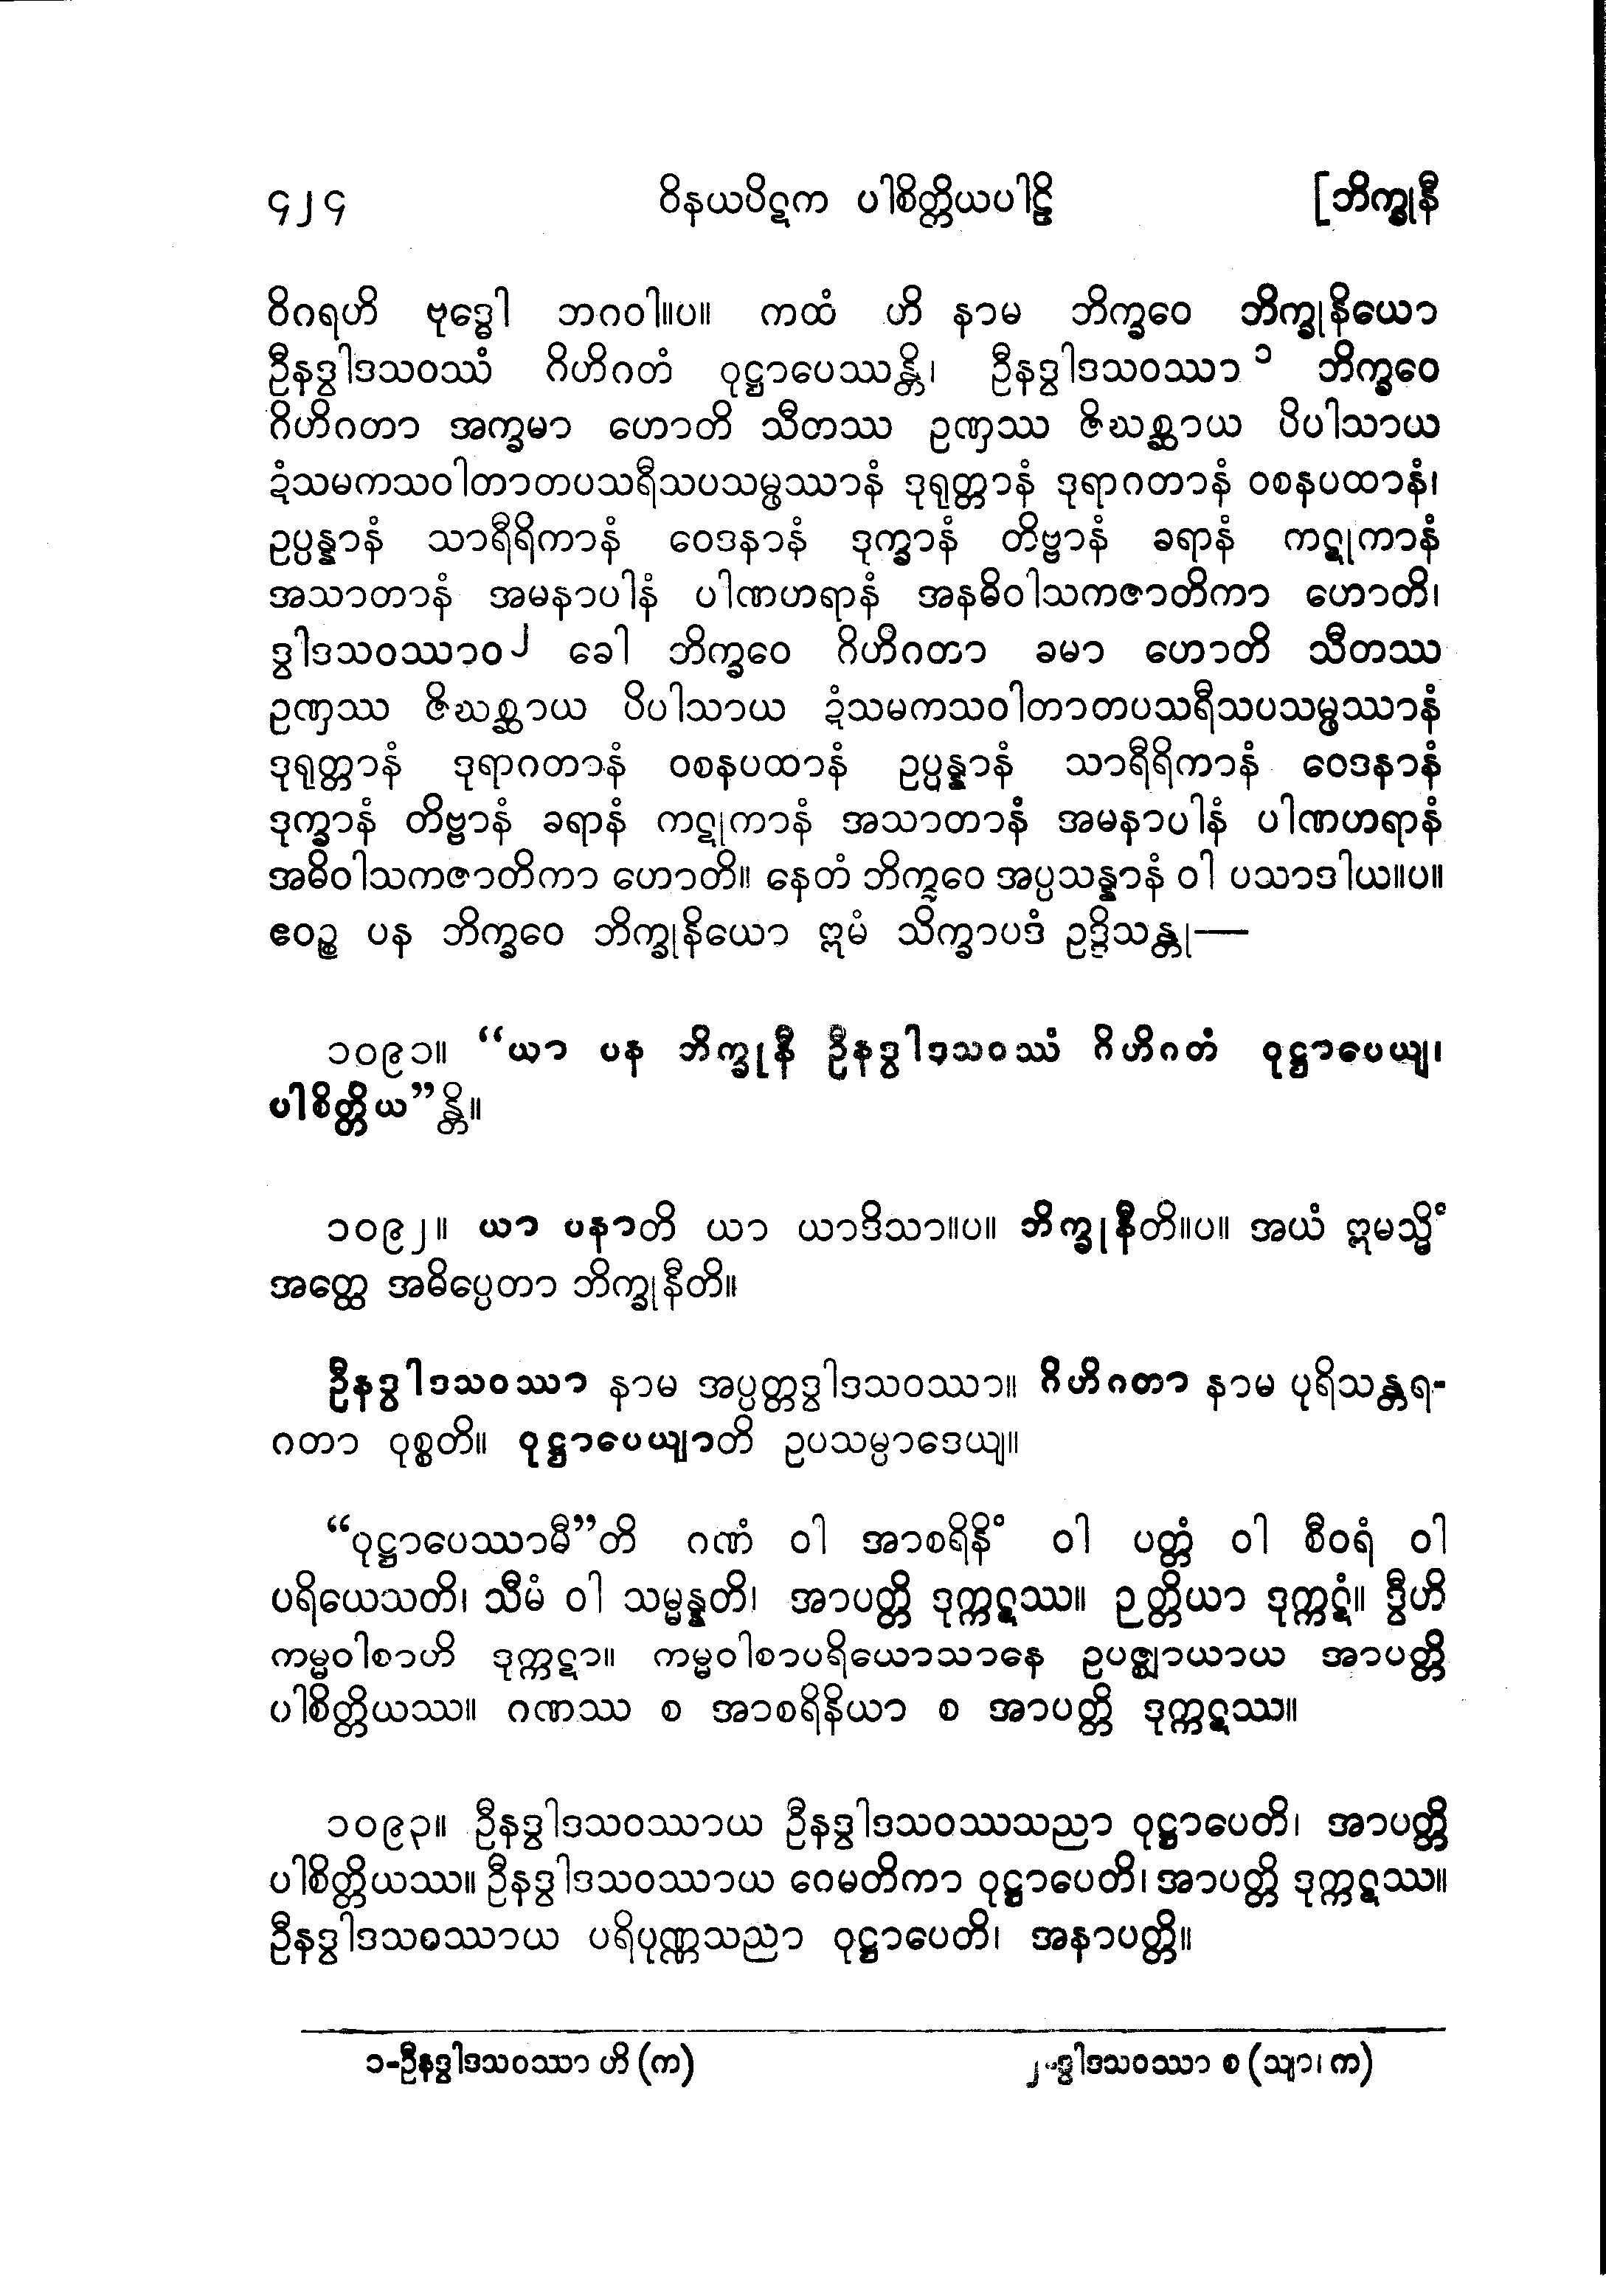 ၄၂၄ ဝိနယပိဋက ပါစိတ္တိယပါဠိ [ဘိက္ခုနီ
ဝိဂရဟိ ဗုဒ္ဓေါ ဘဂဝါ။ပ။ ကထံ ဟိ နာမ ဘိက္ခဝေ ဘိက္ခုနိယော
ဦနဒွါဒသဝဿံ ဂိဟိဂတံ ဝုဋ္ဌာပေဿန္တိ၊ ဦနဒွါဒသဝဿာ ၁ ဘိက္ခဝေ
ဂိဟိဂတာ အက္ခမာ ဟောတိ သီတဿ ဥဏှဿ ဇိဃစ္ဆာယ ပိပါသာယ
ဍံသမကသဝါတာတပသရီသပသမ္ဖဿာနံ ဒုရုတ္တာနံ ဒုရာဂတာနံ ဝစနပထာနံ၊
ဥပ္ပန္နာနံ သာရီရိကာနံ ဝေဒနာနံ ဒုက္ခာနံ တိဗ္ဗာနံ ခရာနံ ကဋုကာနံ
အသာတာနံ အမနာပါနံ ပါဏဟရာနံ အနဓိဝါသကဇာတိကာ ဟောတိ၊
ဒွါဒသဝဿာဝ၂ ခေါ ဘိက္ခဝေ ဂိဟိဂတာ ခမာ ဟောတိ သီတဿ
ဥဏှဿ ဇိဃစ္ဆာယ ပိပါသာယ ဍံသမကသဝါတာတပသရီသပသမ္ဖဿာနံ
ဒုရုတ္တာနံ ဒုရာဂတာနံ ဝစနပထာနံ ဥပ္ပန္နာနံ သာရီရိကာနံ ဝေဒနာနံ
ဒုက္ခာနံ တိဗ္ဗာနံ ခရာနံ ကဋုကာနံ အသာတာနံ အမနာပါနံ ပါဏဟရာနံ
အဓိဝါသကဇာတိကာ ဟောတိ။ နေတံ ဘိက္ခဝေ အပ္ပသန္နာနံ ဝါ ပသာဒါယ။ပ။
ဧဝဉ္စ ပန ဘိက္ခဝေ ဘိက္ခုနိယော ဣမံ သိက္ခာပဒံ ဥဒ္ဒိသန္တု—
၁၀၉၁။ “ယာ ပန ဘိက္ခုနီ ဦနဒွါဒသဝဿံ ဂိဟိဂတံ ဝုဋ္ဌာပေယျ၊
ပါစိတ္တိယ”န္တိ။
၁၀၉၂။ ယာ ပနာတိ ယာ ယာဒိသာ။ပ။ ဘိက္ခုနီတိ။ပ။ အယံ ဣမသ္မိံ
အတ္ထေ အဓိပ္ပေတာ ဘိက္ခုနီတိ။
ဦနဒွါဒသဝဿာ နာမ အပ္ပတ္တဒွါဒသဝဿာ။ ဂိဟိဂတာ နာမ ပုရိသန္တရ-
ဂတာ ဝုစ္စတိ။ ဝုဋ္ဌာပေယျာတိ ဥပသမ္ပာဒေယျ။
“ဝုဋ္ဌာပေဿာမီ”တိ ဂဏံ ဝါ အာစရိနိံ ဝါ ပတ္တံ ဝါ စီဝရံ ဝါ
ပရိယေသတိ၊ သီမံ ဝါ သမ္မန္နတိ၊ အာပတ္တိ ဒုက္ကဋဿ။ ဉတ္တိယာ ဒုက္ကဋံ။ ဒွီဟိ
ကမ္မဝါစာဟိ ဒုက္ကဋာ။ ကမ္မဝါစာပရိယောသာနေ ဥပဇ္ဈာယာယ အာပတ္တိ
ပါစိတ္တိယဿ။ ဂဏဿ စ အာစရိနိယာ စ အာပတ္တိ ဒုက္ကဋဿ။
၁၀၉၃။ ဦနဒွါဒသဝဿာယ ဦနဒွါဒသဝဿသညာ ဝုဋ္ဌာပေတိ၊ အာပတ္တိ
ပါစိတ္တိယဿ။ ဦနဒွါဒသဝဿာယ ဝေမတိကာ ဝုဋ္ဌာပေတိ၊ အာပတ္တိ ဒုက္ကဋဿ။
ဦနဒွါဒသဝဿာယ ပရိပုဏ္ဏသညာ ဝုဋ္ဌာပေတိ၊ အနာပတ္တိ။
၁-ဦနဒွါဒသဝဿာ ဟိ (က) ၂-ဒွါဒသဝဿာ စ (သျာ၊ က)